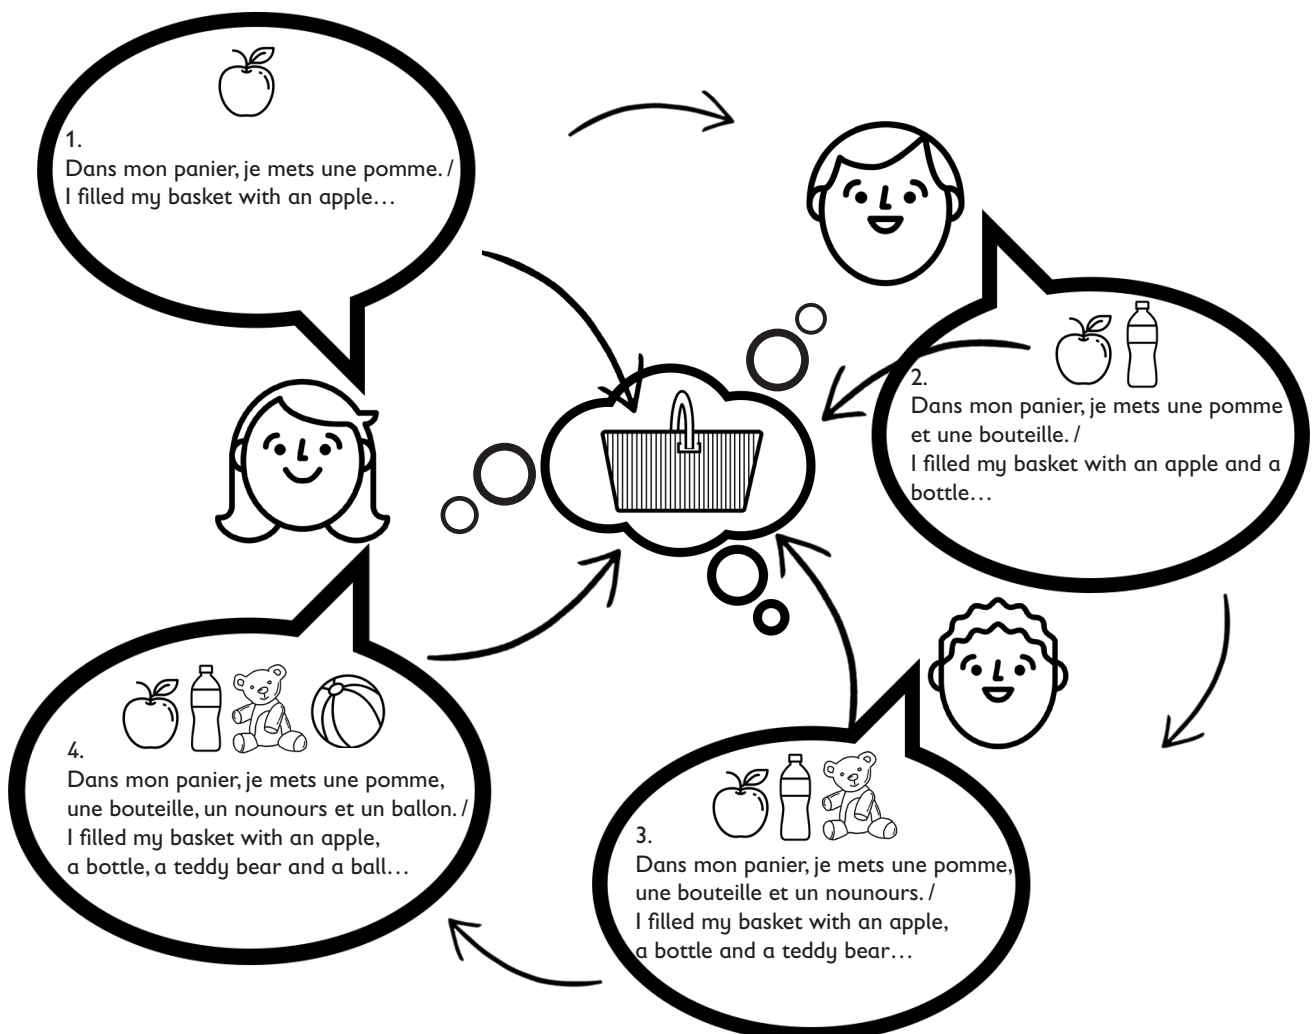 1.
Dans mon panier, je mets une pomme. /
I filled my basket with an apple…
2.
Dans mon panier, je mets une pomme
et une bouteille. /
I filled my basket with an apple and a
bottle…
3.
Dans mon panier, je mets une pomme,
une bouteille et un nounours. /
I filled my basket with an apple,
a bottle and a teddy bear…
4.
Dans mon panier, je mets une pomme,
une bouteille, un nounours et un ballon. /
I filled my basket with an apple,
a bottle, a teddy bear and a ball…